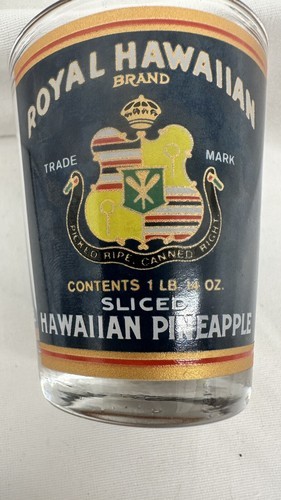 ROYAL HAWAIIAN
BRAND
TRADE MARK
PICKED RIPE. CANNED RIGHT
CONTENTS 1 LB. 14 OZ.
SLICED
HAWAIIAN PINEAPPLE